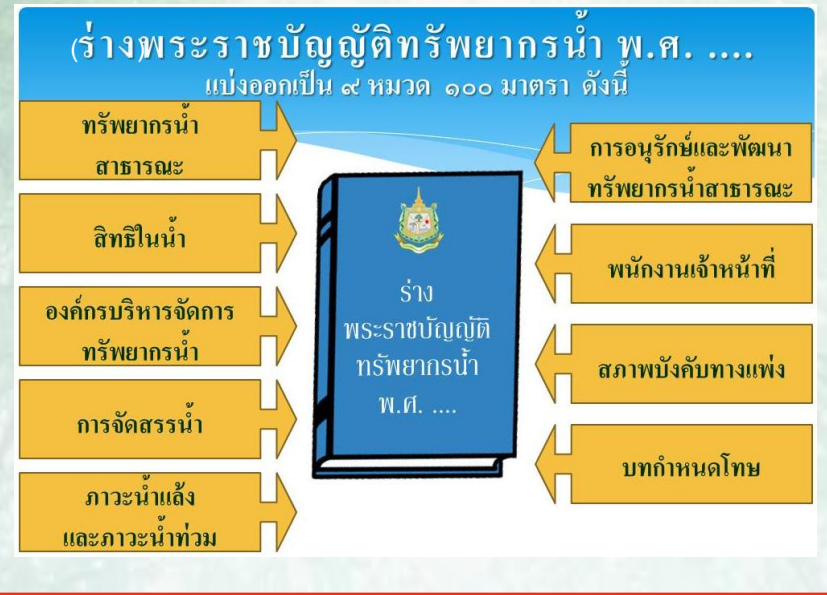 (ร่าง)พระราชบัญญัติทรัพยากรน้ำ พ.ศ. ....
แบ่งออกเป็น ๙ หมวด ๑๐๐ มาตรา ดังนี้
ทรัพยากรน้ำ
สาธารณะ
สิทธิในน้ำ
องค์กรบริหารจัดการ
ทรัพยากรน้ำ
การจัดสรรน้ำ
ภาวะน้ำแล้ง
และภาวะน้ำท่วม
ร่าง
พระราชบัญญัติ
ทรัพยากรน้ำ
พ.ศ. ....
การอนุรักษ์และพัฒนา
ทรัพยากรน้ำสาธารณะ
พนักงานเจ้าหน้าที่
สภาพบังคับทางแพ่ง
บทกำหนดโทษ